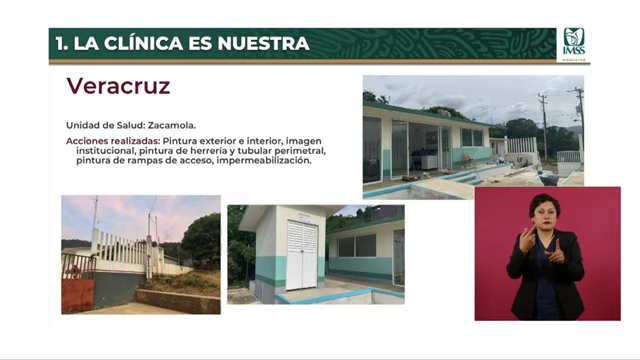 1. LA CLÍNICA ES NUESTRA
IMSS
BIENESTAR
Veracruz
Unidad de Salud: Zacamola.
Acciones realizadas: Pintura exterior e interior, imagen
institucional, pintura de herrería y tubular perimetral,
pintura de rampas de acceso, impermeabilización.